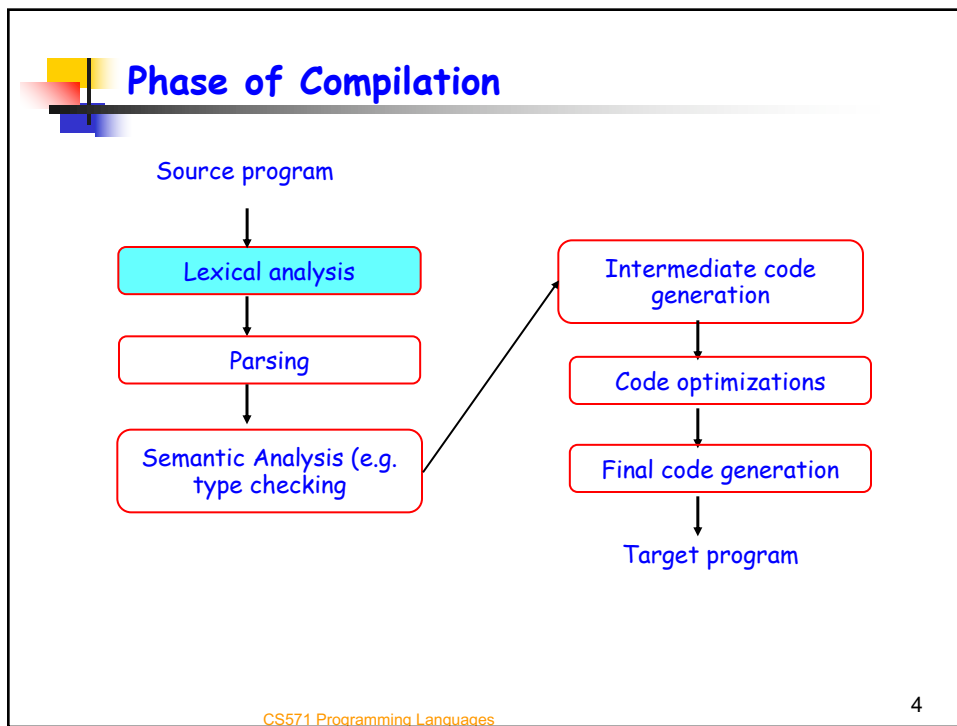 Phase of Compilation
Source program
Lexical analysis
Parsing
Semantic Analysis (e.g.
type checking
Intermediate code
generation
Code optimizations
Final code generation
Target program
CS571 Programming Languages
4